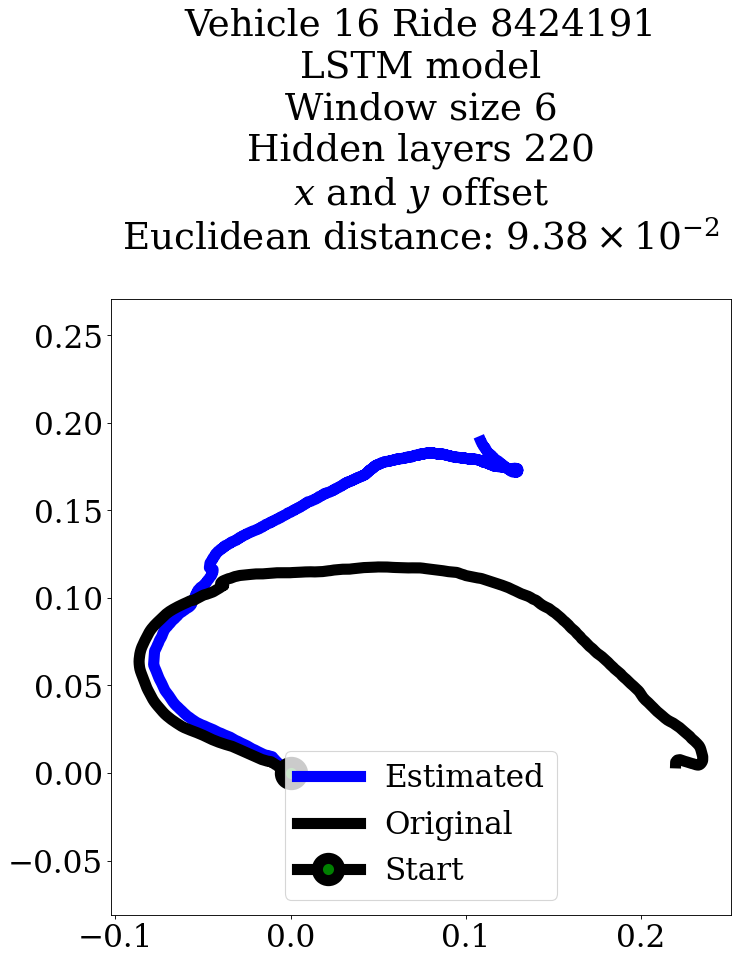 Vehicle 16 Ride 8424191
LSTM model
Window size 6
Hidden layers 220
x and y offset
Euclidean distance: 9.38 × 10⁻²
0.25
0.20
0.15
0.10
0.05
0.00
−0.05
Estimated
Original
Start
−0.1
0.0
0.1
0.2